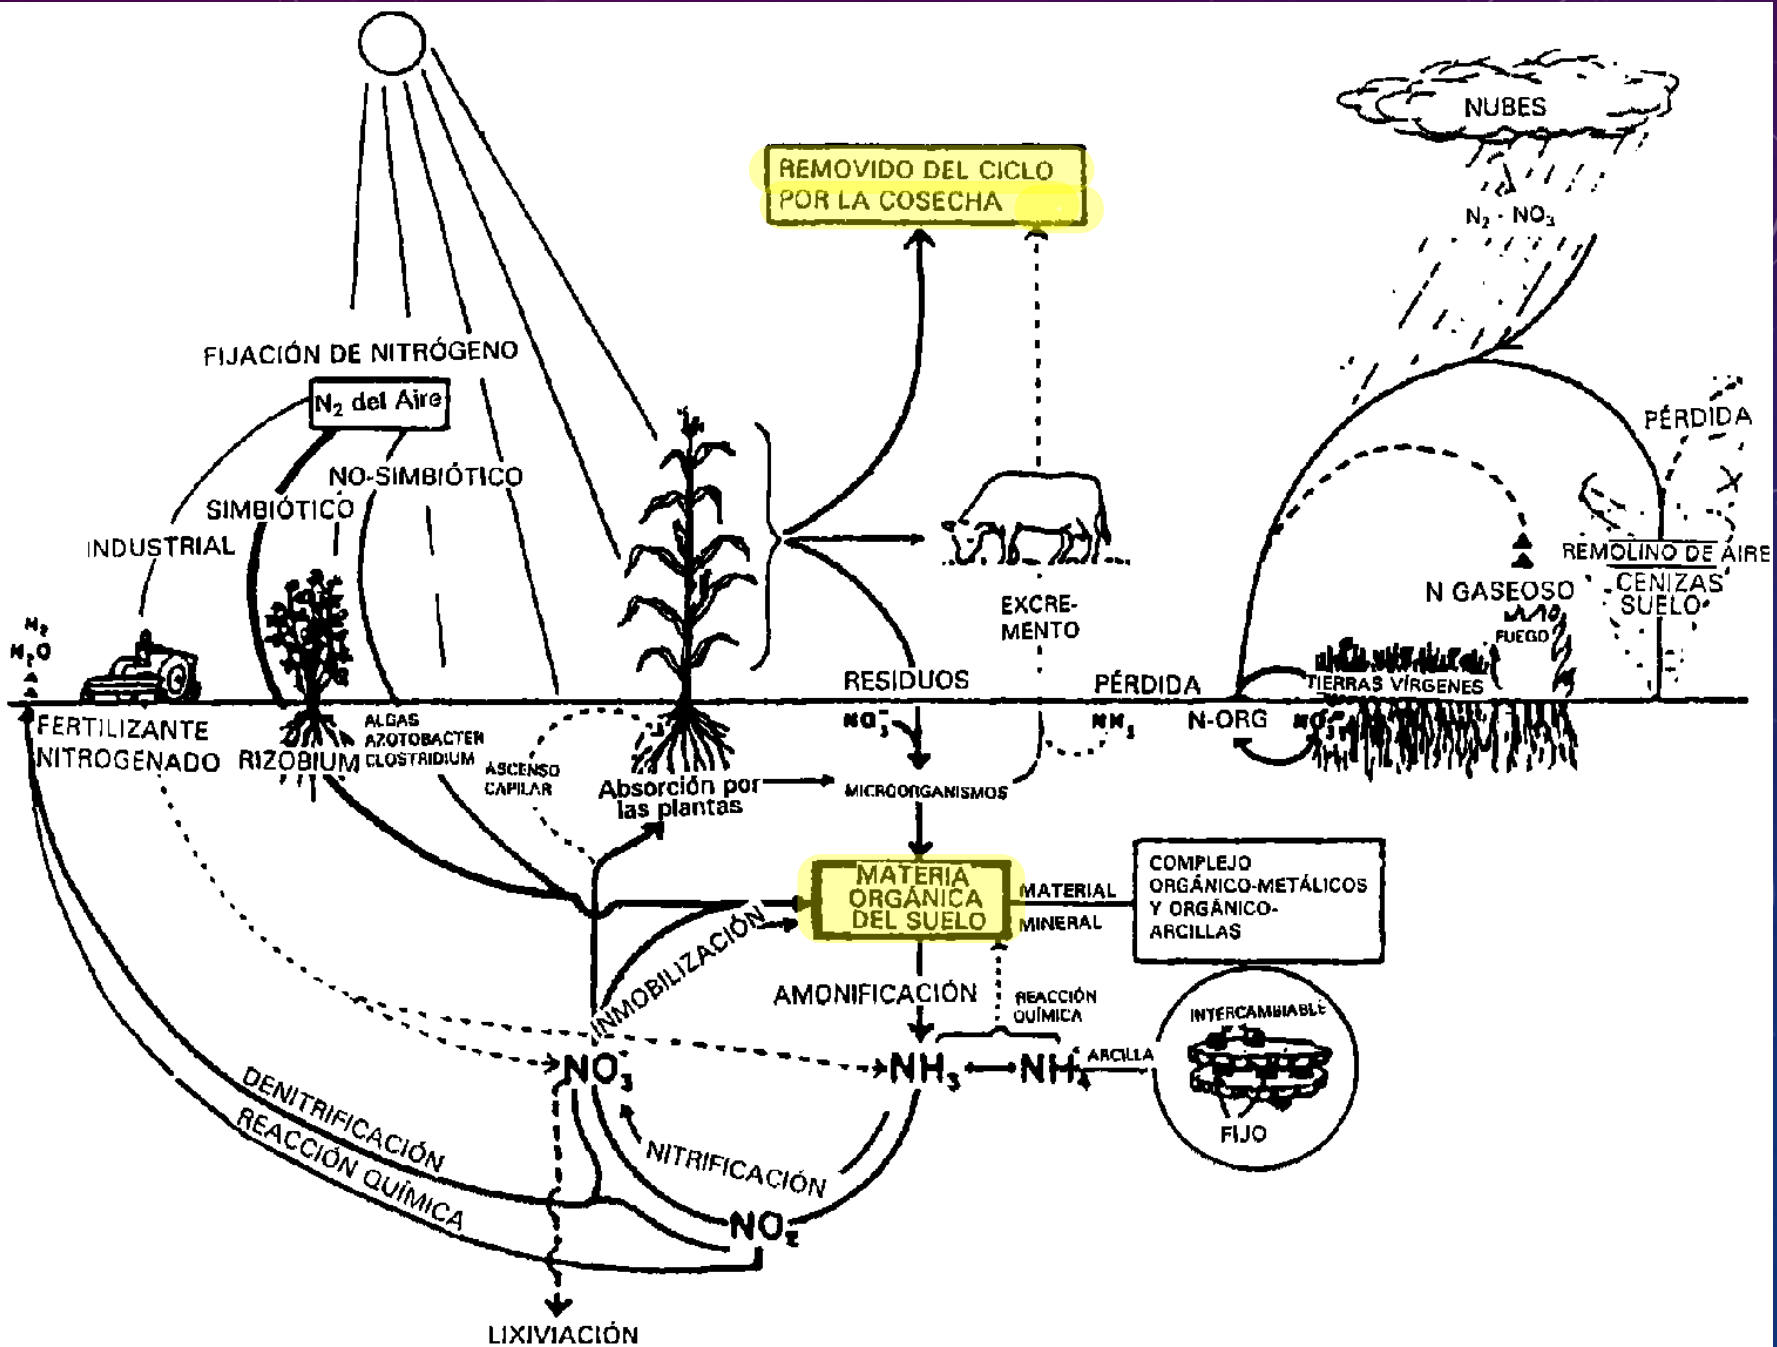 NUBES
REMOVIDO DEL CICLO
POR LA COSECHA
N₂ - NO₃
FIJACIÓN DE NITRÓGENO
N₂ del Aire
PÉRDIDA
NO-SIMBIÓTICO
SIMBIÓTICO
INDUSTRIAL
REMOLINO DE AIRE
CENIZAS
SUELO
N GASEOSO
FUEGO
EXCRE-
MENTO
N₂
N₂O
RESIDUOS
PÉRDIDA
TIERRAS VÍRGENES
FERTILIZANTE
NITROGENADO
RIZOBIUM
ALGAS
AZOTOBACTER
CLOSTRIDIUM
NO₃⁻
NH₃
N-ORG
NO₃⁻
ASCENSO
CAPILAR
Absorción por
las plantas
MICROORGANISMOS
MATERIA
ORGÁNICA
DEL SUELO
MATERIAL
MINERAL
COMPLEJO
ORGÁNICO-METÁLICOS
Y ORGÁNICO-
ARCILLAS
INMOBILIZACIÓN
AMONIFICACIÓN
REACCIÓN
QUÍMICA
INTERCAMBIABLE
FIJO
NO₃⁻
NH₃
NH₄⁺
ARCILLA
DENITRIFICACIÓN
REACCIÓN QUÍMICA
NITRIFICACIÓN
NO₂⁻
LIXIVIACIÓN